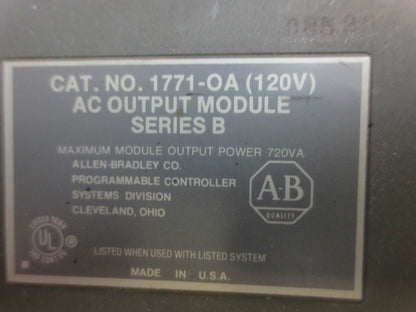 CAT. NO. 1771-OA (120V)
AC OUTPUT MODULE
SERIES B
MAXIMUM MODULE OUTPUT POWER 720VA
ALLEN-BRADLEY CO.
PROGRAMMABLE CONTROLLER
SYSTEMS DIVISION
CLEVELAND, OHIO
A-B
QUALITY
UL
LISTED WHEN USED WITH LISTED SYSTEM
MADE IN U.S.A.